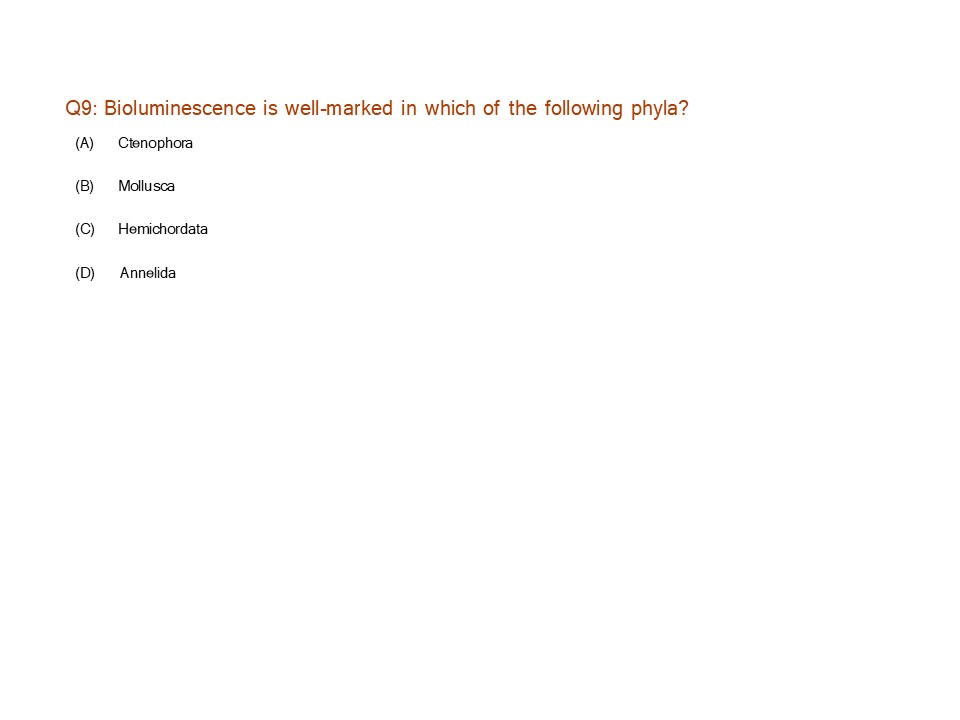 Q9: Bioluminescence is well-marked in which of the following phyla?
(A) Ctenophora
(B) Mollusca
(C) Hemichordata
(D) Annelida